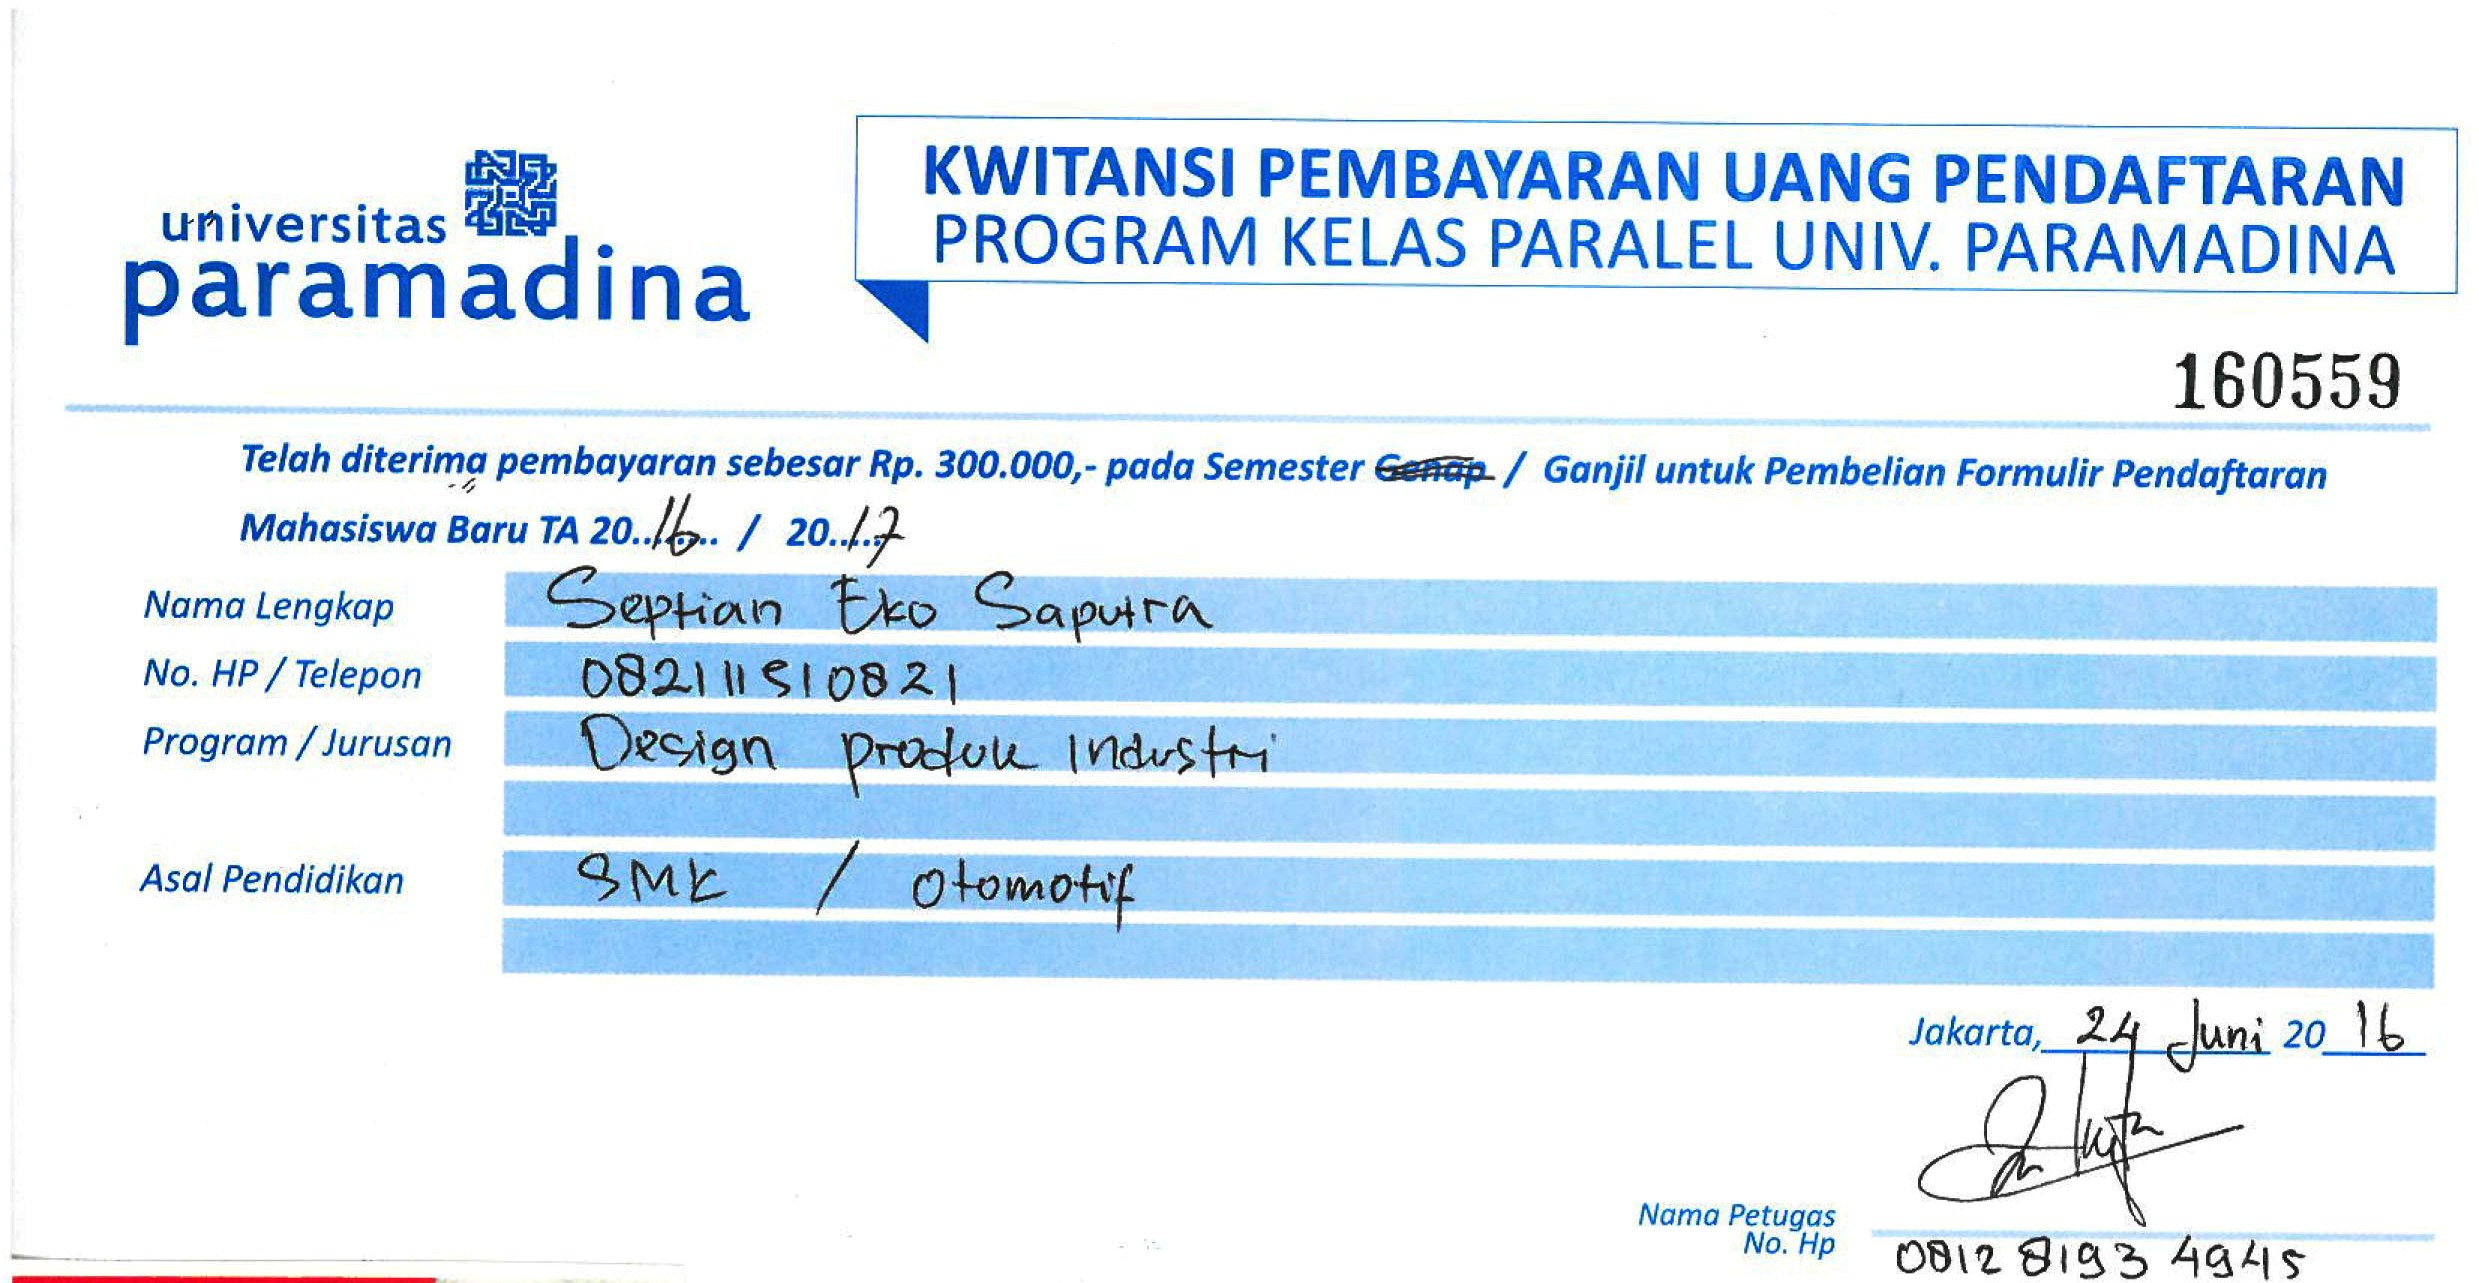 universitas
paramadina
KWITANSI PEMBAYARAN UANG PENDAFTARAN
PROGRAM KELAS PARALEL UNIV. PARAMADINA
160559
Telah diterima pembayaran sebesar Rp. 300.000,- pada Semester Genap / Ganjil untuk Pembelian Formulir Pendaftaran
Mahasiswa Baru TA 20..16... / 20..17
Nama Lengkap Septian Eko Saputra
No. HP / Telepon 082111510821
Program / Jurusan Design produk Industri
Asal Pendidikan SMK / Otomotif
Jakarta, 24 Juni 20 16
Nama Petugas
No. Hp 0812 8193 4945